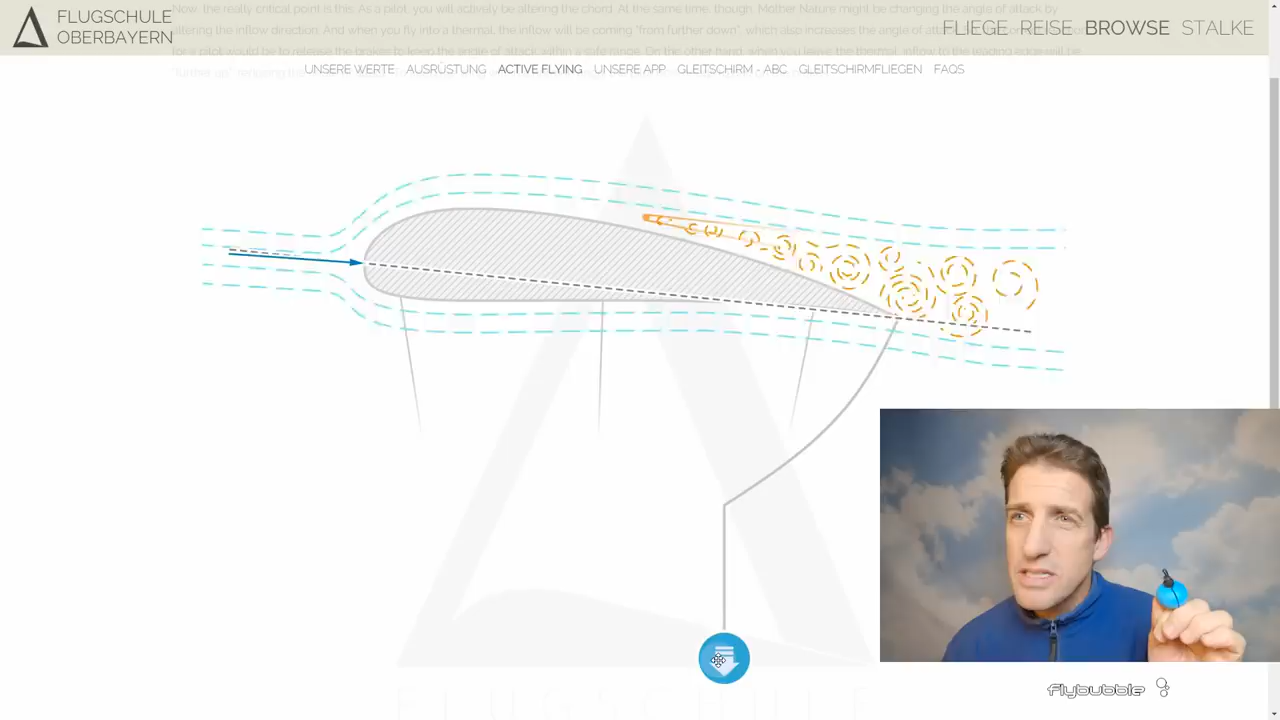 Now, the really critical point is this: As a pilot, you will actively be altering the chord. At the same time, though, Mother Nature might be changing the angle of attack by
altering the inflow direction. And when you fly into a thermal, the inflow will be coming "from further down", which also increases the angle of
for a pilot would be to release the brakes to keep the angle of attack within a safe range. On the other hand, when you leave the thermal, inflow to the leading edge will be
"further up"
FLUGSCHULE
OBERBAYERN
FLIEGE REISE BROWSE STALKE
UNSERE WERTE AUSRÜSTUNG ACTIVE FLYING UNSERE APP GLEITSCHIRM - ABC GLEITSCHIRMFLIEGEN FAQS
FLUGSCHULE
flybubble